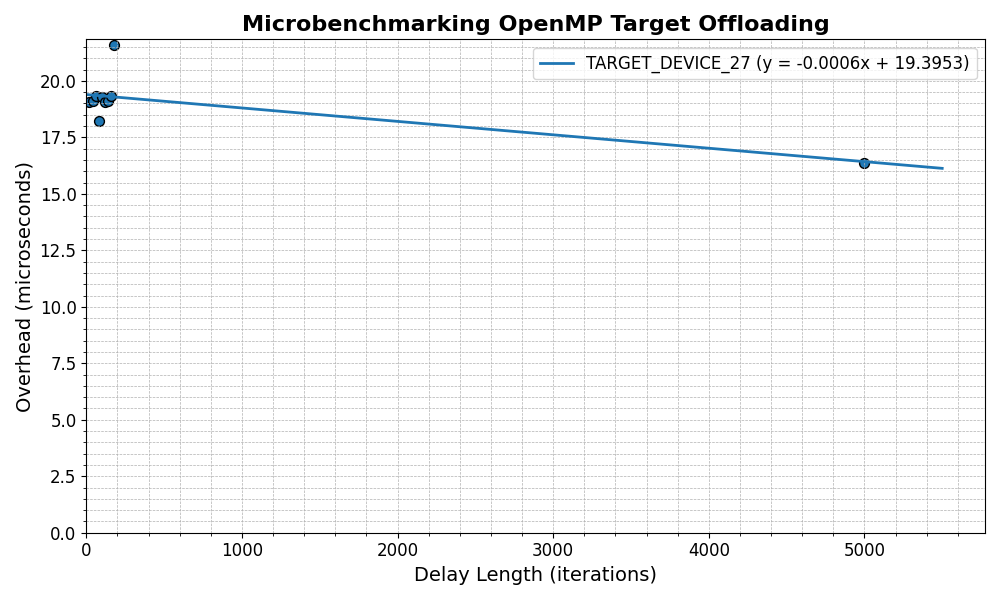 Microbenchmarking OpenMP Target Offloading
TARGET_DEVICE_27 (y = -0.0006x + 19.3953)
Overhead (microseconds)
20.0
17.5
15.0
12.5
10.0
7.5
5.0
2.5
0.0
0 1000 2000 3000 4000 5000
Delay Length (iterations)